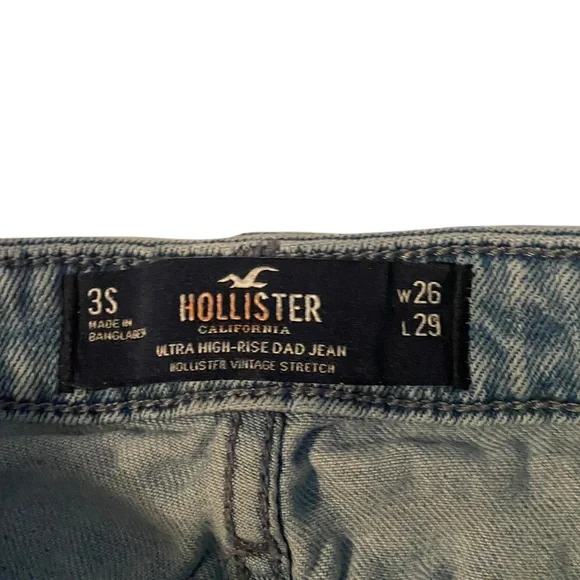 3S
MADE IN
BANGLADESH
HOLLISTER
CALIFORNIA
ULTRA HIGH-RISE DAD JEAN
HOLLISTER VINTAGE STRETCH
W26
L29